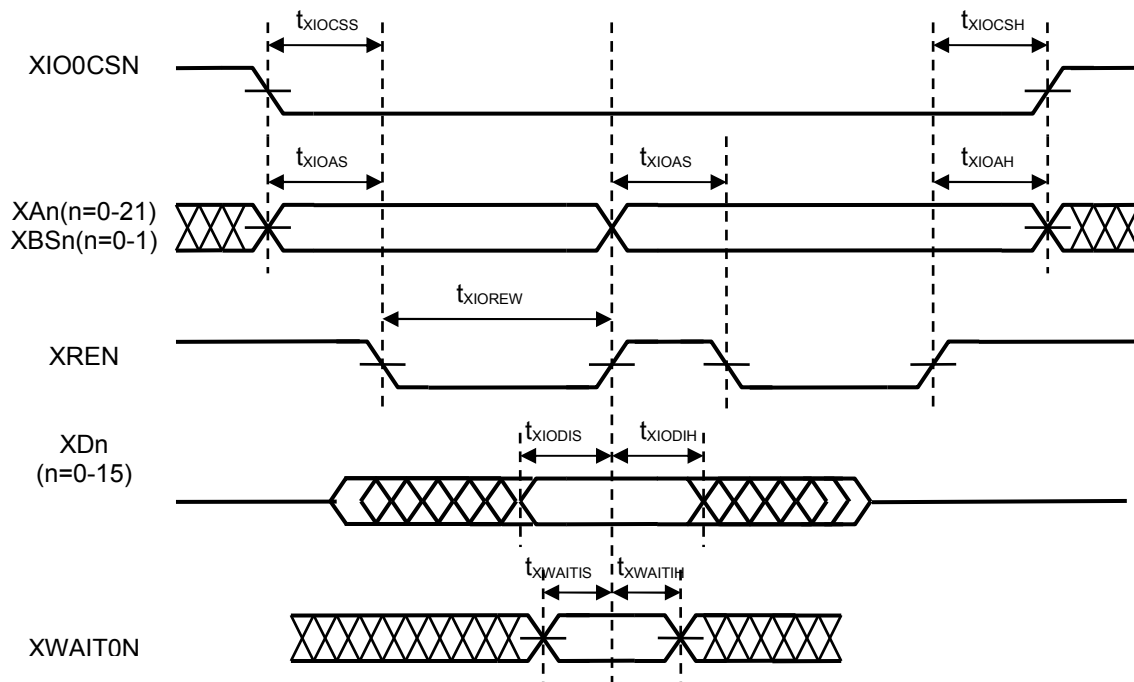 tXIOCSS
tXIOCSH
XIO0CSN
tXIOAS
tXIOAS
tXIOAH
XAn(n=0-21)
XBSn(n=0-1)
tXIOREW
XREN
tXIODIS
tXIODIH
XDn
(n=0-15)
tXWAITIS
tXWAITIH
XWAIT0N